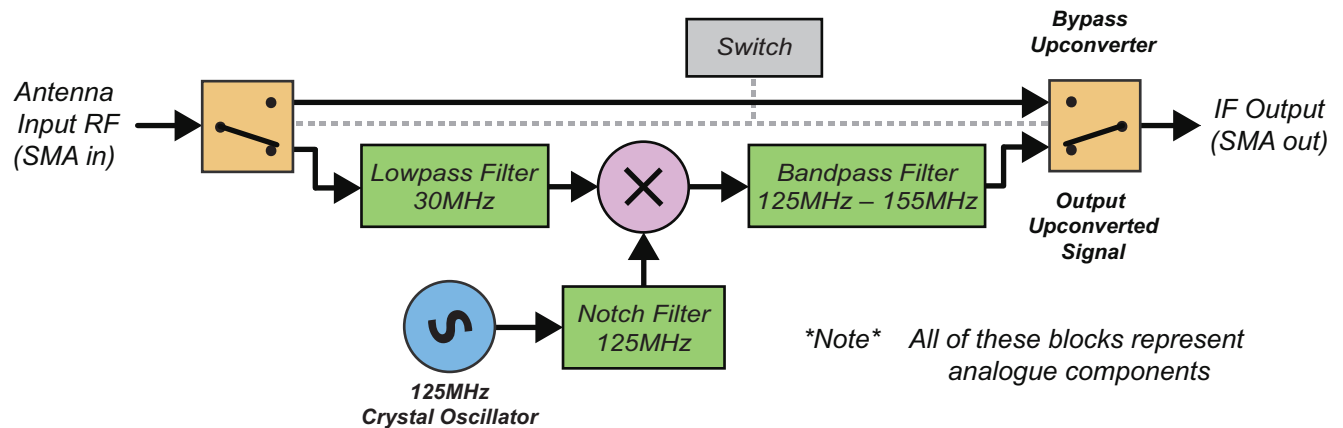 Switch
Bypass
Upconverter
Antenna
Input RF
(SMA in)
IF Output
(SMA out)
Lowpass Filter
30MHz
Bandpass Filter
125MHz – 155MHz
Output
Upconverted
Signal
Notch Filter
125MHz
125MHz
Crystal Oscillator
*Note* All of these blocks represent
analogue components